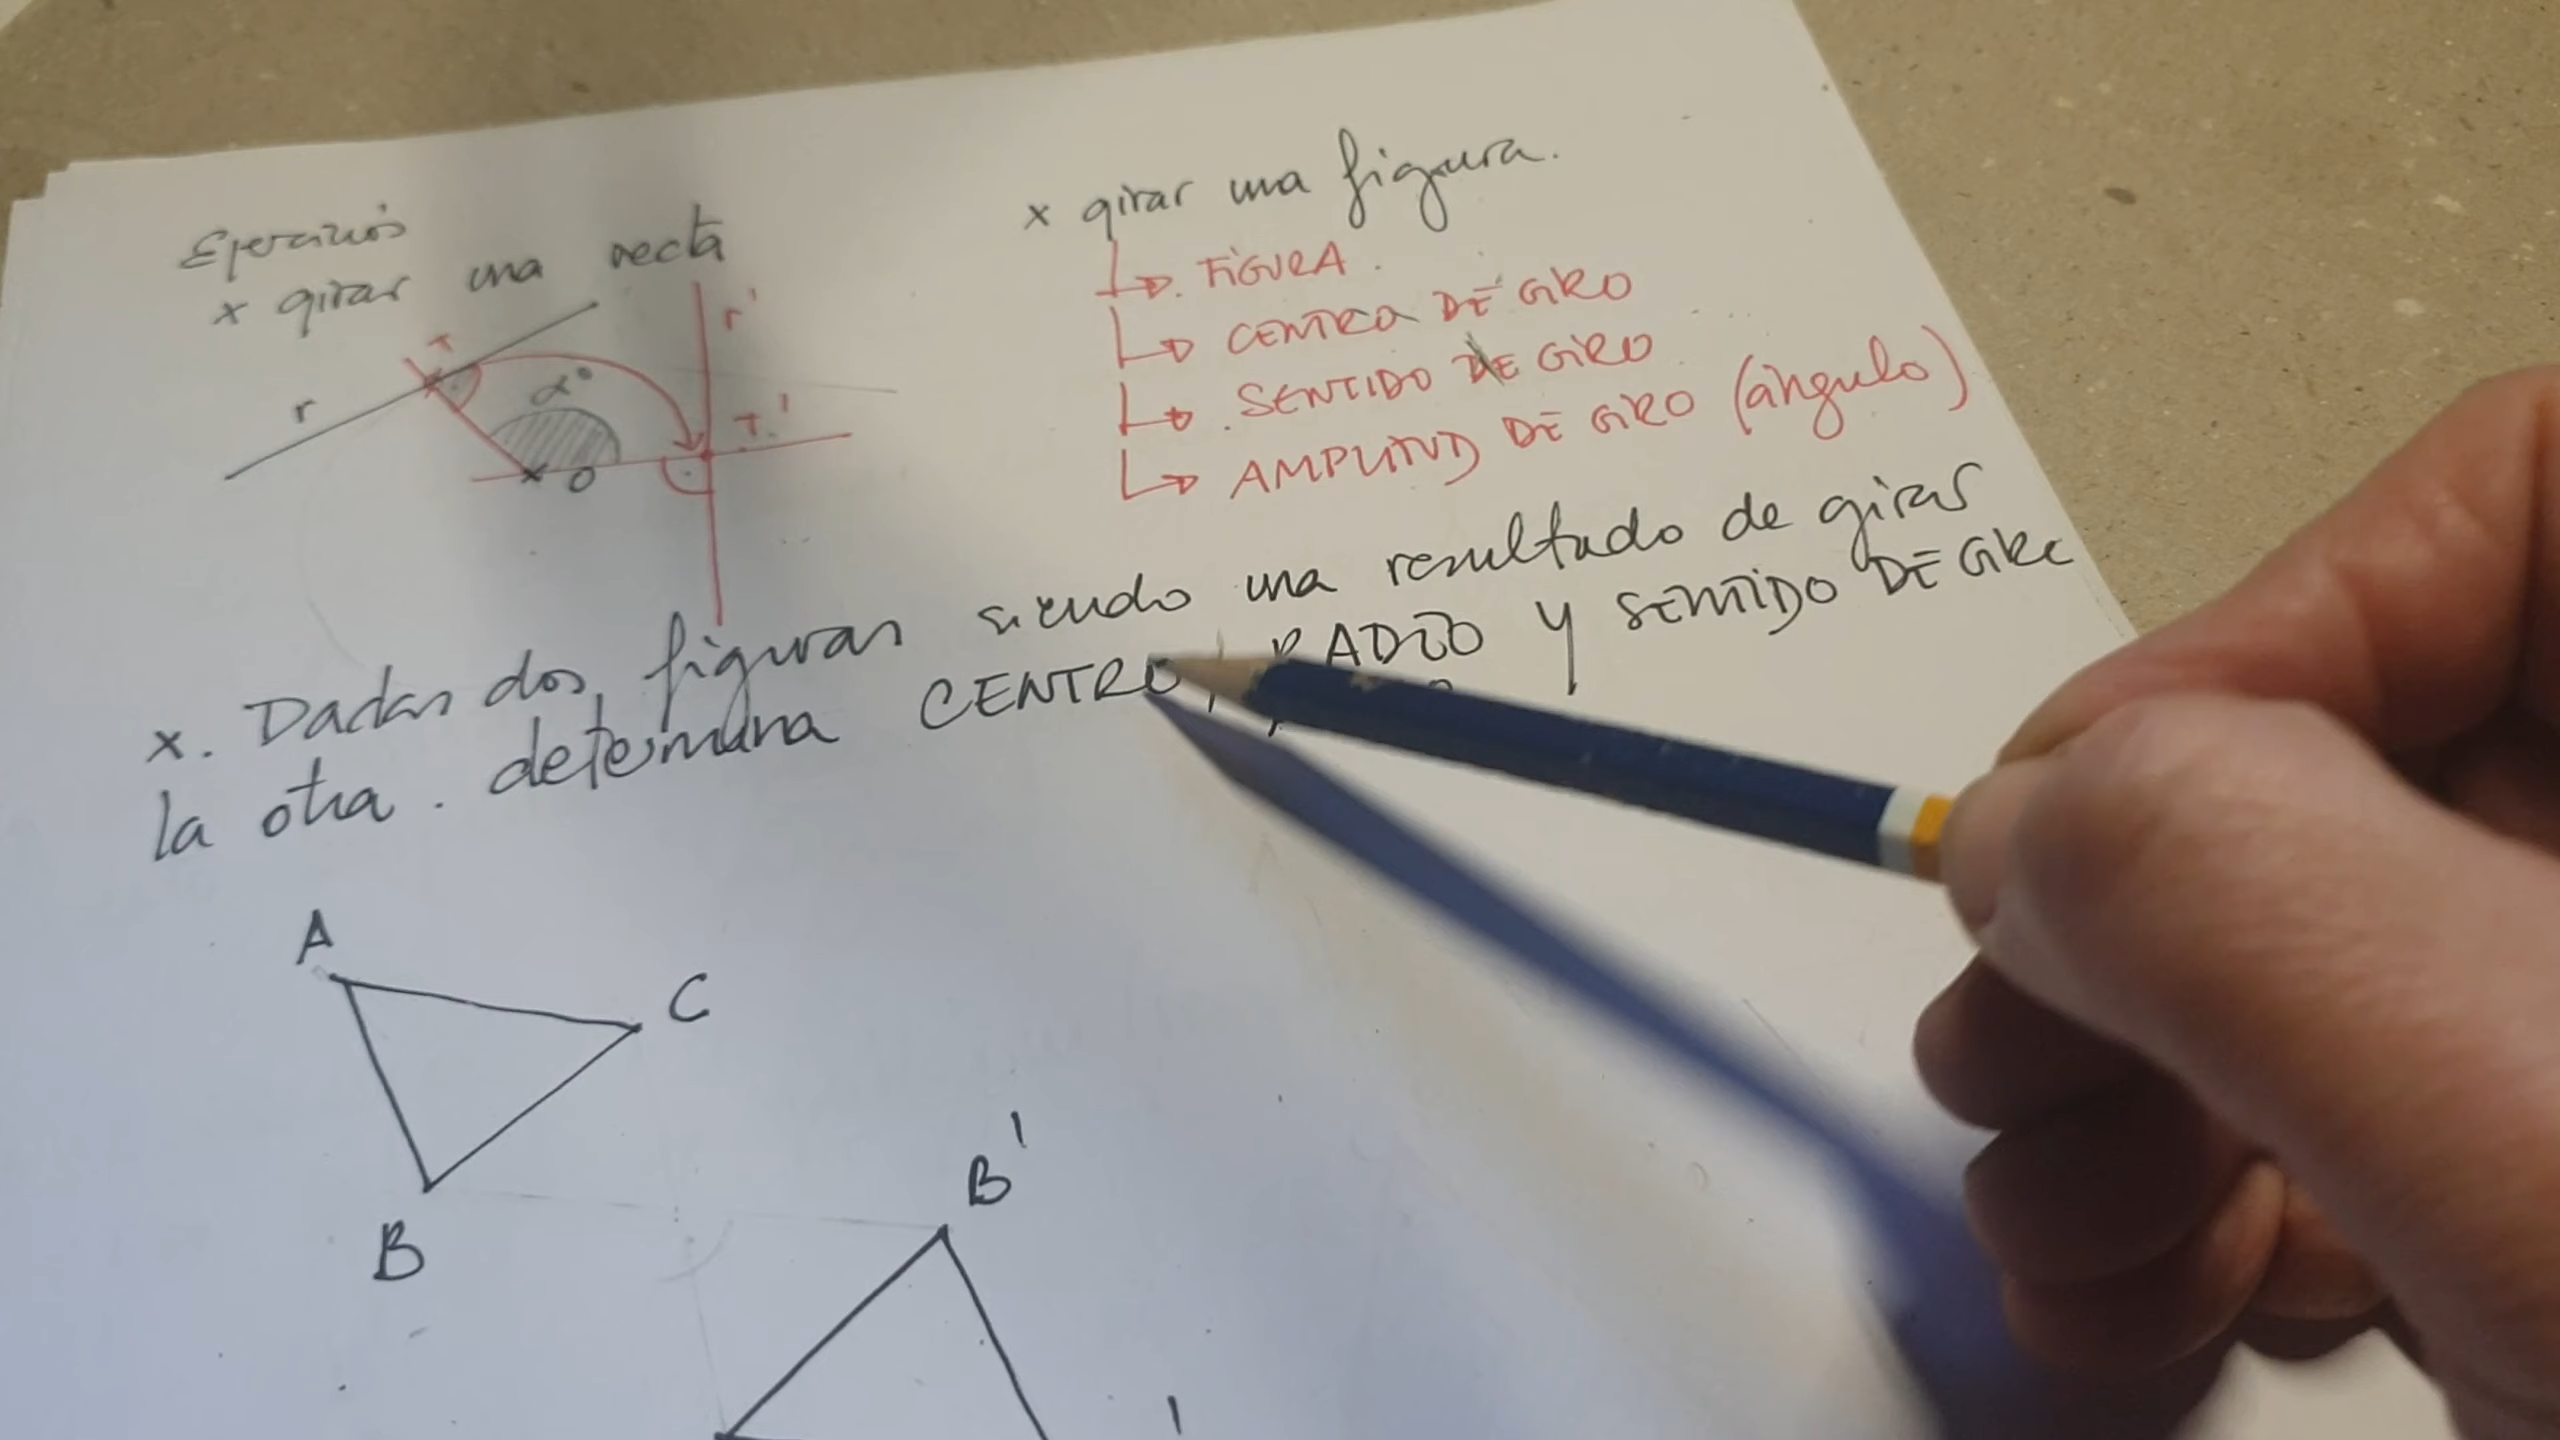 Ejercicios
x girar una recta
r
T
α°
O
T'
r'
x girar una figura.
FIGURA.
CENTRO DE GIRO
SENTIDO DE GIRO
AMPLITUD DE GIRO (ángulo)
x. Dadas dos figuras siendo una resultado de girar
la otra. determina CENTRO, RADIO y SENTIDO DE GIRO
A
C
B
B'